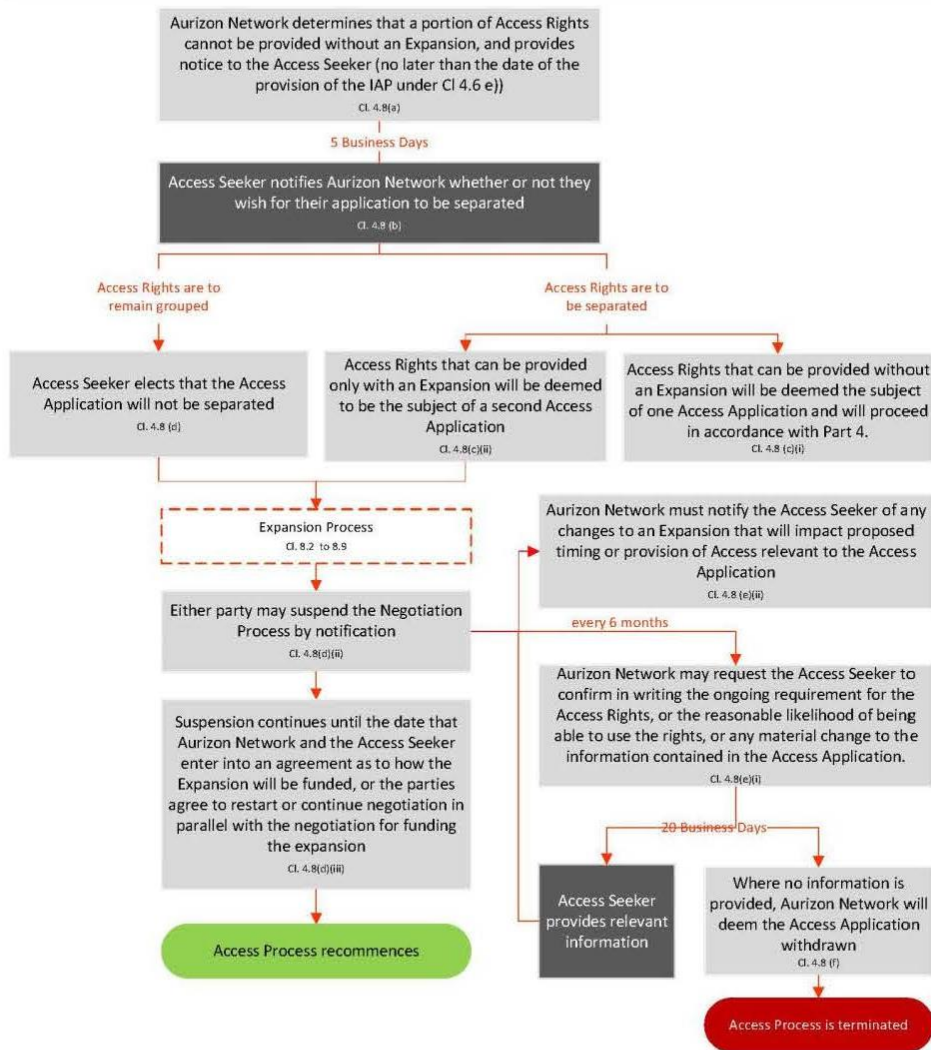 Aurizon Network determines that a portion of Access Rights
cannot be provided without an Expansion, and provides
notice to the Access Seeker (no later than the date of the
provision of the IAP under Cl 4.6 e))
Cl. 4.8(a)
5 Business Days
Access Seeker notifies Aurizon Network whether or not they
wish for their application to be separated
Cl. 4.8 (b)
Access Rights are to
remain grouped
Access Rights are to
be separated
Access Seeker elects that the Access
Application will not be separated
Cl. 4.8 (d)
Access Rights that can be provided
only with an Expansion will be deemed
to be the subject of a second Access
Application
Cl. 4.8(c)(ii)
Access Rights that can be provided without
an Expansion will be deemed the subject
of one Access Application and will proceed
in accordance with Part 4.
Cl. 4.8 (c)(i)
Expansion Process
Cl. 8.2 to 8.9
Aurizon Network must notify the Access Seeker of any
changes to an Expansion that will impact proposed
timing or provision of Access relevant to the Access
Application
Cl. 4.8 (e)(ii)
Either party may suspend the Negotiation
Process by notification
Cl. 4.8(d)(ii)
every 6 months
Aurizon Network may request the Access Seeker to
confirm in writing the ongoing requirement for the
Access Rights, or the reasonable likelihood of being
able to use the rights, or any material change to the
information contained in the Access Application.
Cl. 4.8(e)(i)
Suspension continues until the date that
Aurizon Network and the Access Seeker
enter into an agreement as to how the
Expansion will be funded, or the parties
agree to restart or continue negotiation in
parallel with the negotiation for funding
the expansion
Cl. 4.8(d)(iii)
20 Business Days
Access Seeker
provides relevant
information
Where no information is
provided, Aurizon Network will
deem the Access Application
withdrawn
Cl. 4.8 (f)
Access Process recommences
Access Process is terminated